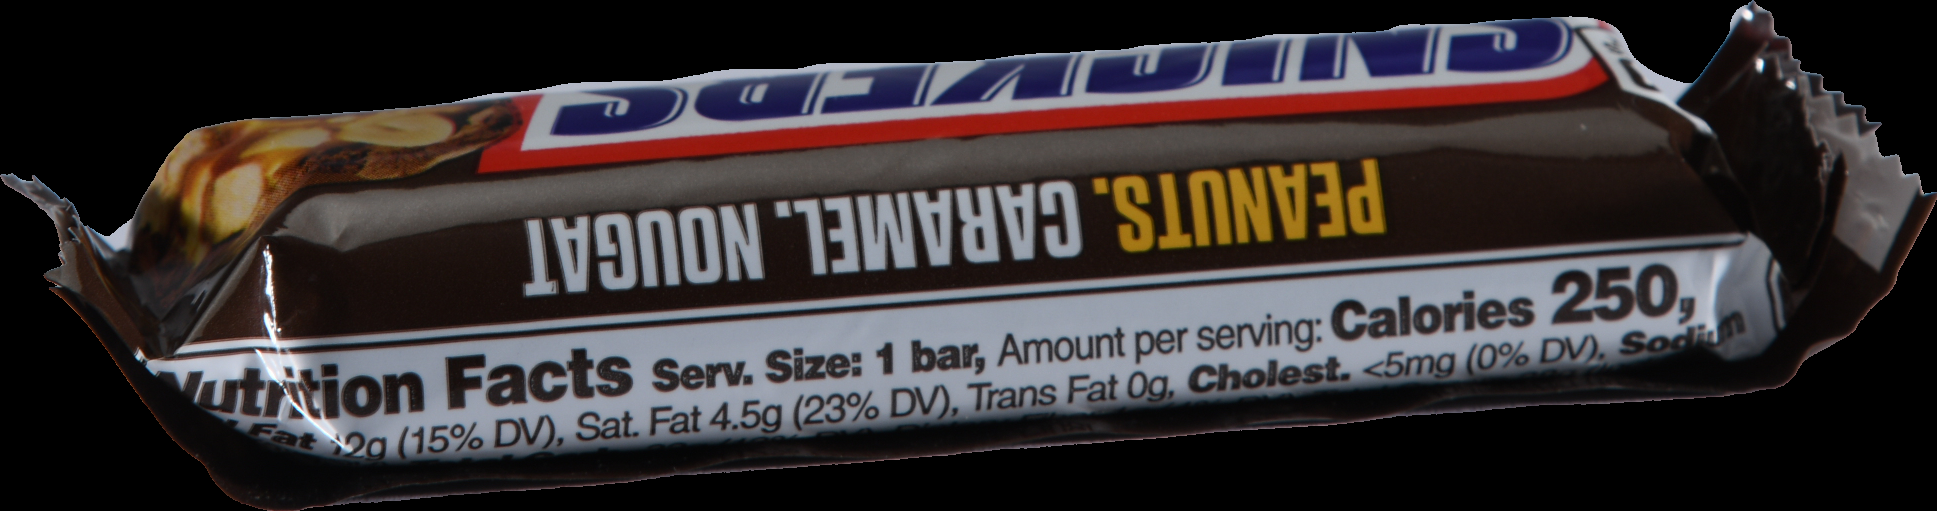 SNICKERS
PEANUTS. CARAMEL. NOUGAT
Nutrition Facts Serv. Size: 1 bar, Amount per serving: Calories 250,
Fat 12g (15% DV), Sat. Fat 4.5g (23% DV), Trans Fat 0g, Cholest. <5mg (0% DV), Sodium